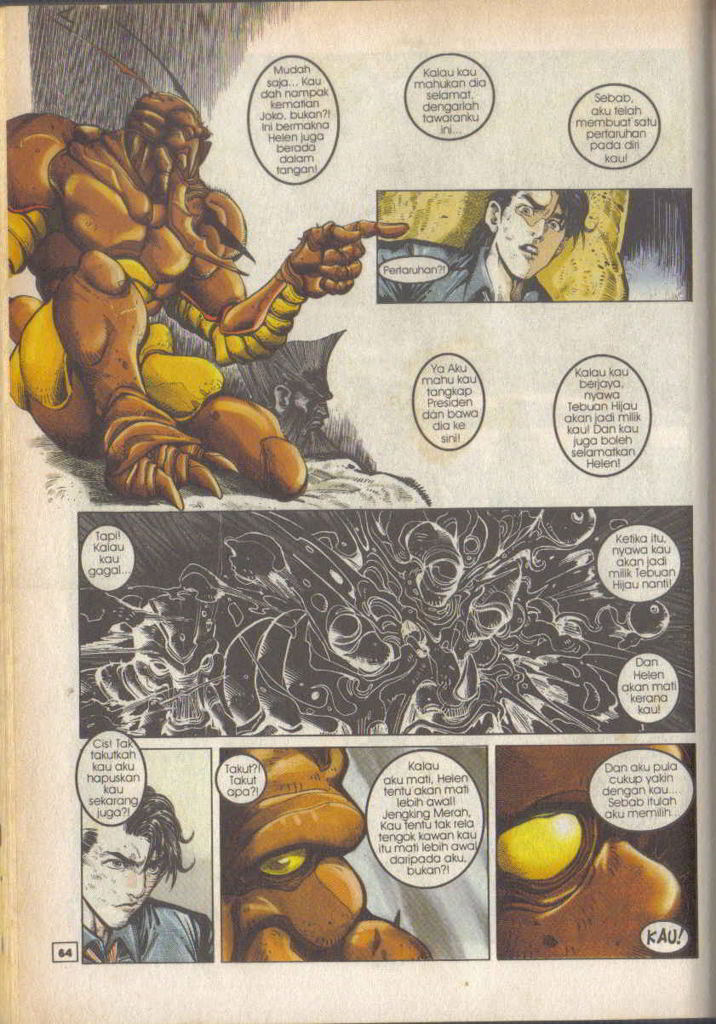 Mudah
saja... Kau
dah nampak
kematian
Joko, bukan?!
Ini bermakna
Helen juga
berada
dalam
tangan!
Kalau kau
mahukan dia
selamat,
dengarlah
tawaranku
ini...
Sebab,
aku telah
membuat satu
pertaruhan
pada diri
kau!
Pertaruhan?!
Ya Aku
mahu kau
tangkap
Presiden
dan bawa
dia ke
sini!
Kalau kau
berjaya,
nyawa
Tebuan Hijau
akan jadi milik
kau! Dan kau
juga boleh
selamatkan
Helen!
Tapi!
Kalau
kau
gagal...
Ketika itu,
nyawa kau
akan jadi
milik Tebuan
Hijau nanti!
Dan
Helen
akan mati
kerana
kau!
Cis! Tak
takutkah
kau aku
hapuskan
kau
sekarang
juga?!
Takut?!
Takut
apa?!
Kalau
aku mati, Helen
tentu akan mati
lebih awal!
Jengking Merah,
Kau tentu tak rela
tengok kawan kau
itu mati lebih awal
daripada aku,
bukan?!
Dan aku pula
cukup yakin
dengan kau....
Sebab itulah
aku memilih...
KAU!
64